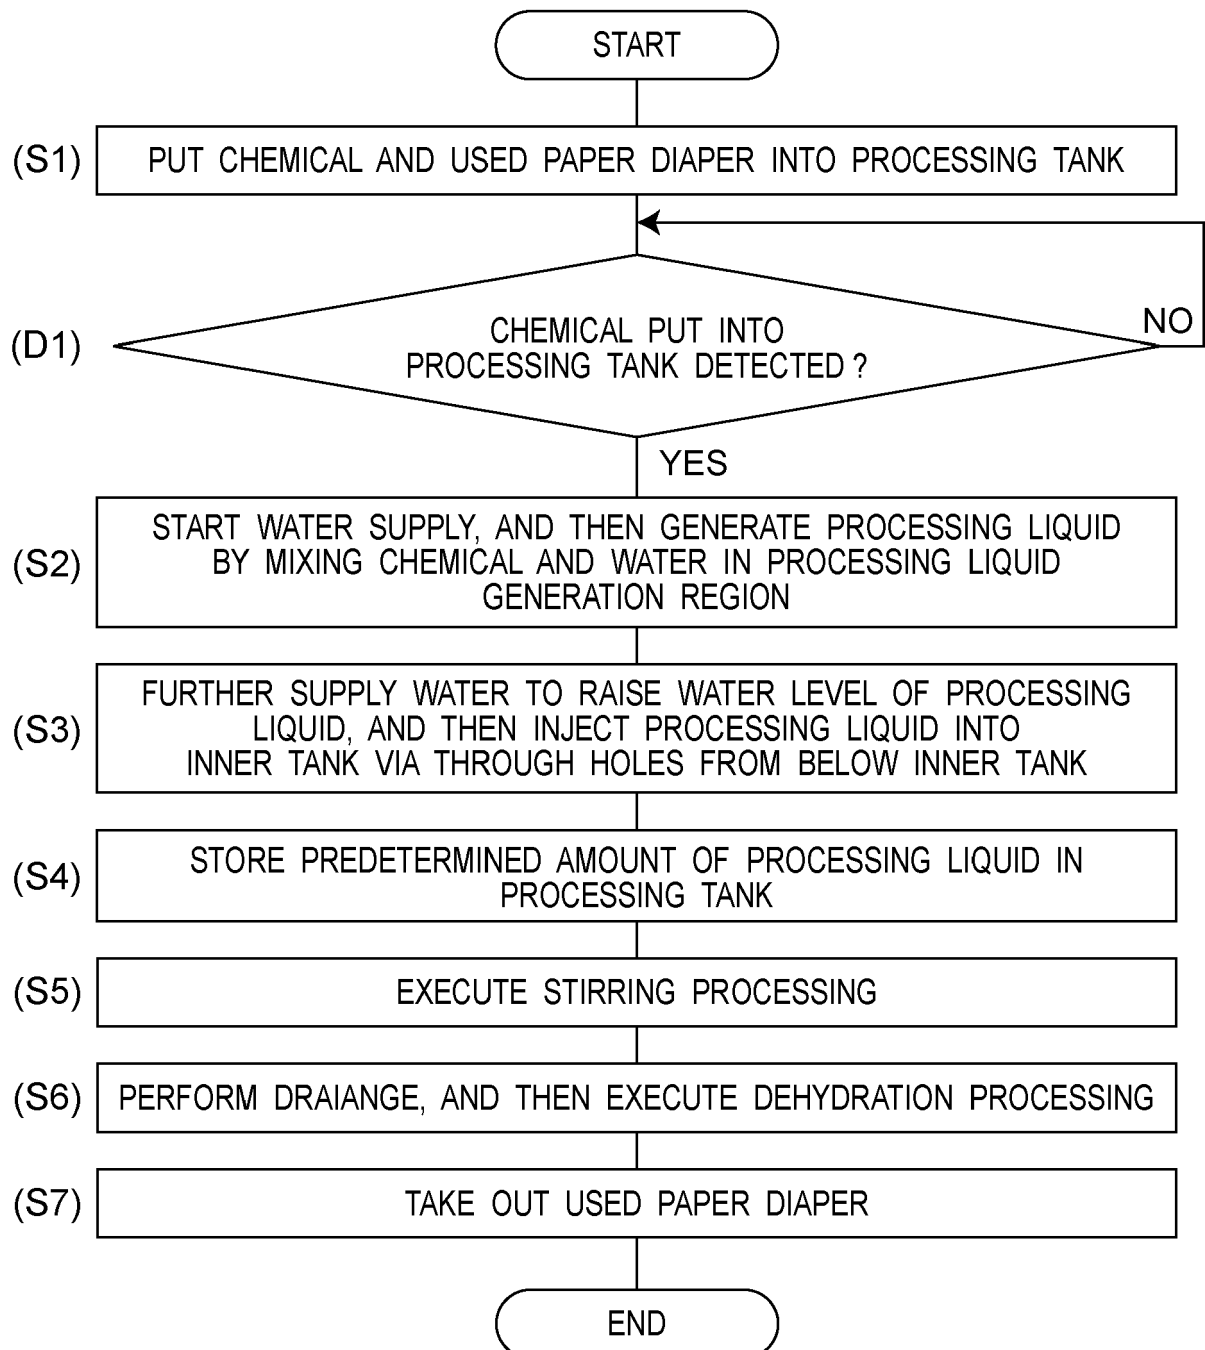 START
(S1) PUT CHEMICAL AND USED PAPER DIAPER INTO PROCESSING TANK
(D1)
CHEMICAL PUT INTO
PROCESSING TANK DETECTED ?
NO
YES
(S2)
START WATER SUPPLY, AND THEN GENERATE PROCESSING LIQUID
BY MIXING CHEMICAL AND WATER IN PROCESSING LIQUID
GENERATION REGION
(S3)
FURTHER SUPPLY WATER TO RAISE WATER LEVEL OF PROCESSING
LIQUID, AND THEN INJECT PROCESSING LIQUID INTO
INNER TANK VIA THROUGH HOLES FROM BELOW INNER TANK
(S4)
STORE PREDETERMINED AMOUNT OF PROCESSING LIQUID IN
PROCESSING TANK
(S5) EXECUTE STIRRING PROCESSING
(S6) PERFORM DRAIANGE, AND THEN EXECUTE DEHYDRATION PROCESSING
(S7) TAKE OUT USED PAPER DIAPER
END